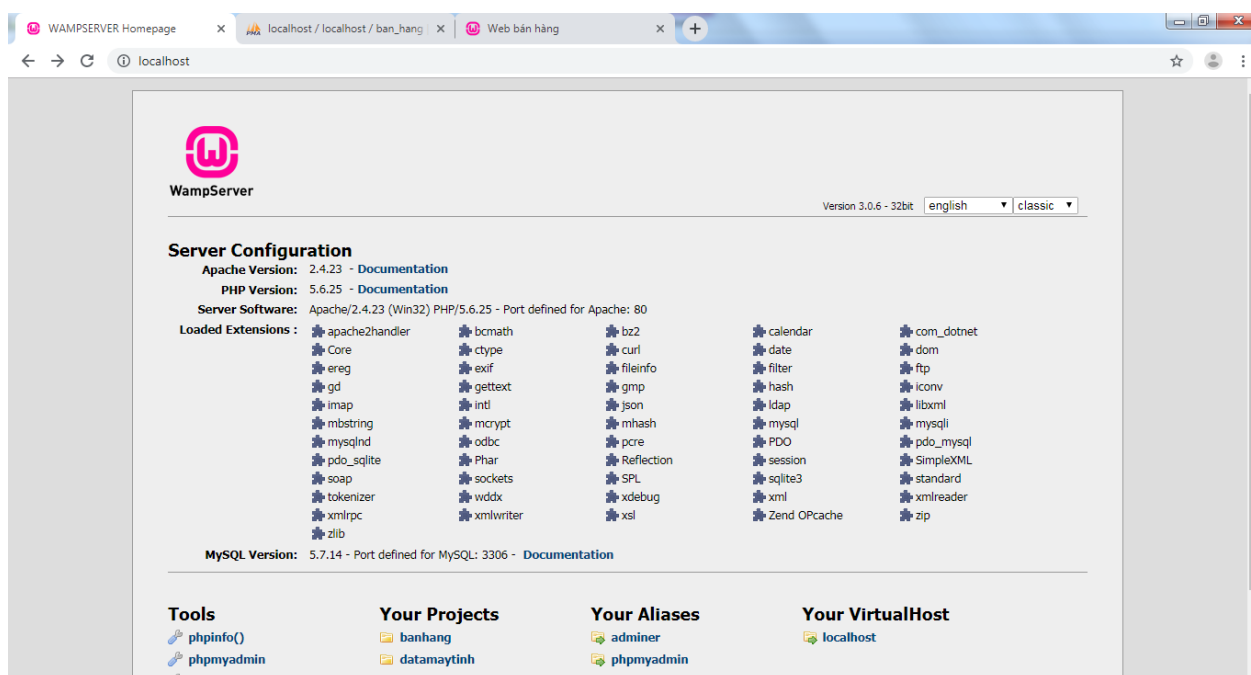 WAMPSERVER Homepage
localhost / localhost / ban_hang
Web bán hàng
localhost
WampServer
Version 3.0.6 - 32bit english classic
Server Configuration
Apache Version: 2.4.23 - Documentation
PHP Version: 5.6.25 - Documentation
Server Software: Apache/2.4.23 (Win32) PHP/5.6.25 - Port defined for Apache: 80
Loaded Extensions : apache2handler bcmath bz2 calendar com_dotnet
Core ctype curl date dom
ereg exif fileinfo filter ftp
gd gettext gmp hash iconv
imap intl json ldap libxml
mbstring mcrypt mhash mysql mysqli
mysqlnd odbc pcre PDO pdo_mysql
pdo_sqlite Phar Reflection session SimpleXML
soap sockets SPL sqlite3 standard
tokenizer wddx xdebug xml xmlreader
xmlrpc xmlwriter xsl Zend OPcache zip
zlib
MySQL Version: 5.7.14 - Port defined for MySQL: 3306 - Documentation
Tools Your Projects Your Aliases Your VirtualHost
phpinfo() banhang adminer localhost
phpmyadmin datamaytinh phpmyadmin